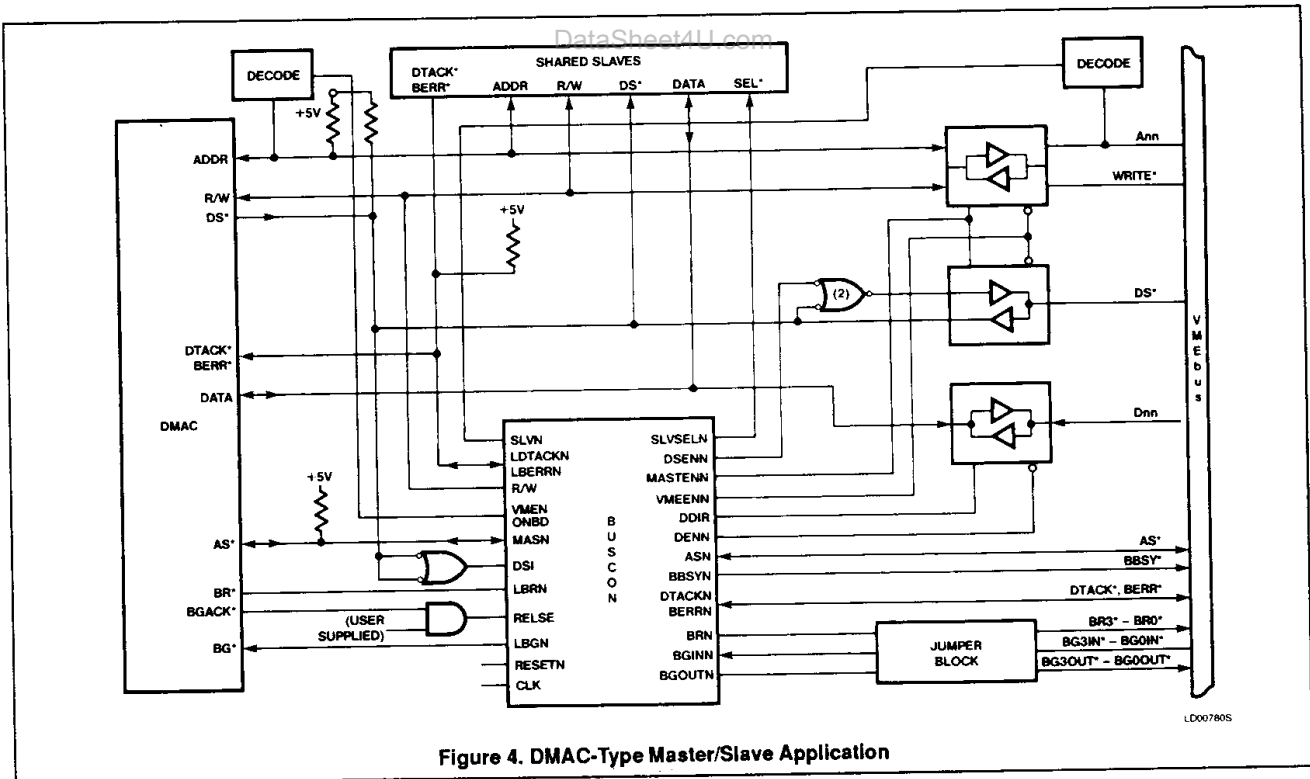 DataSheet4U.com
DECODE
SHARED SLAVES
DTACK*
BERR*
ADDR
R/W
DS*
DATA
SEL*
DECODE
+5V
ADDR
Ann
R/W
WRITE*
DS*
+5V
(2)
DS*
DTACK*
BERR*
DATA
DMAC
Dnn
VMEbus
SLVN
LDTACKN
LBERRN
R/W
VMEN
ONBD
MASN
DSI
LBRN
RELSE
LBGN
RESETN
CLK
BUSCON
SLVSELN
DSENN
MASTENN
VMEENN
DDIR
DENN
ASN
BBSYN
DTACKN
BERRN
BRN
BGINN
BGOUTN
+5V
AS*
BR*
BGACK*
(USER
SUPPLIED)
BG*
AS*
BBSY*
DTACK*, BERR*
JUMPER
BLOCK
BR3* – BR0*
BG3IN* – BG0IN*
BG3OUT* – BG0OUT*
LD00780S
Figure 4. DMAC-Type Master/Slave Application